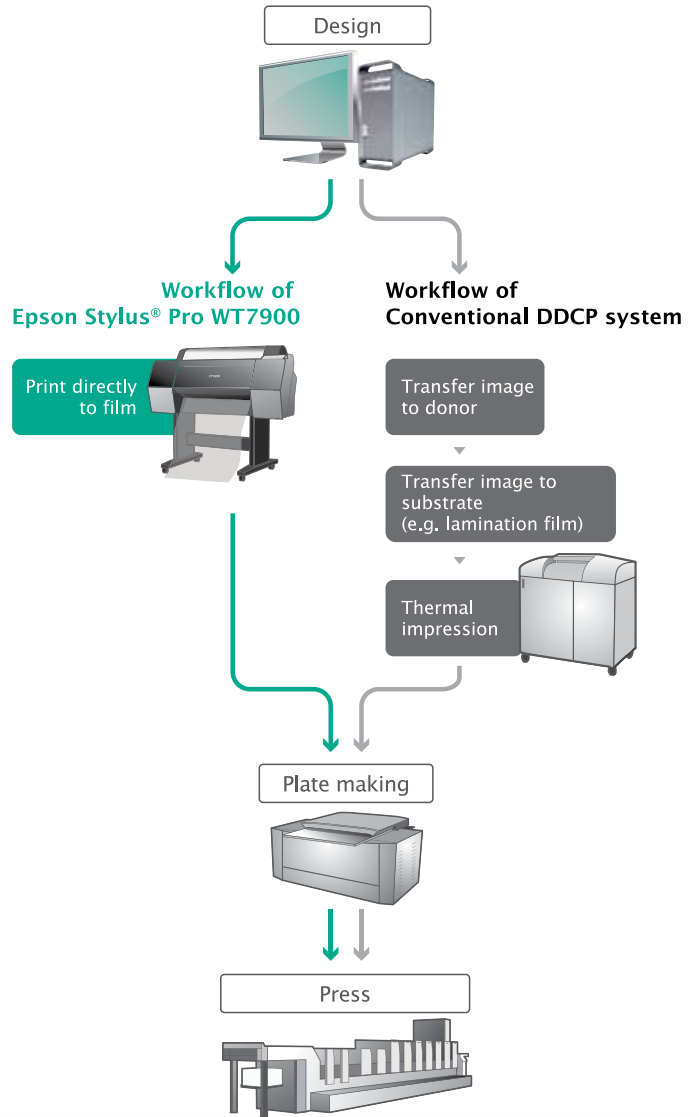 Design
Workflow of
Epson Stylus® Pro WT7900
Print directly
to film
EPSON
Workflow of
Conventional DDCP system
Transfer image
to donor
Transfer image to
substrate
(e.g. lamination film)
Thermal
impression
Plate making
Press